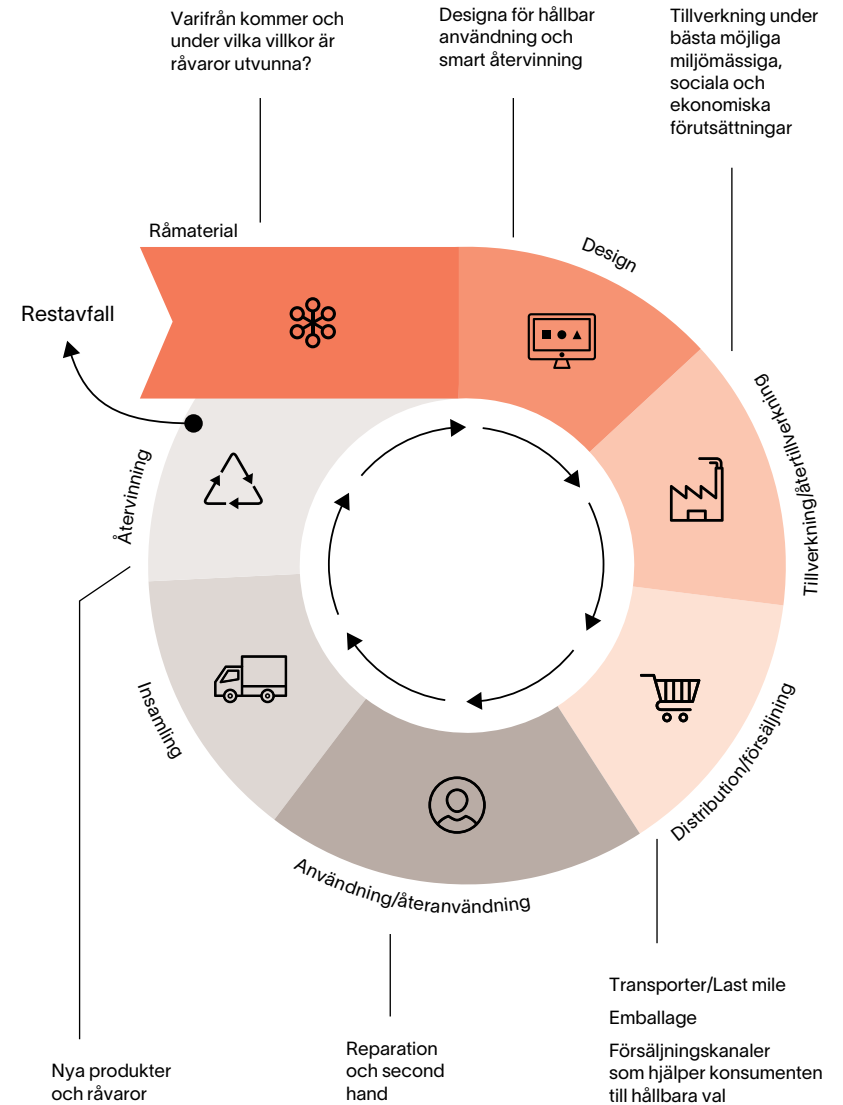 Varifrån kommer och
under vilka villkor är
råvaror utvunna?
Designa för hållbar
användning och
smart återvinning
Tillverkning under
bästa möjliga
miljömässiga,
sociala och
ekonomiska
förutsättningar
Råmaterial
Design
Restavfall
Tillverkning/återtillverkning
Återvinning
Insamling
Distribution/försäljning
Användning/återanvändning
Transporter/Last mile
Emballage
Försäljningskanaler
som hjälper konsumenten
till hållbara val
Reparation
och second
hand
Nya produkter
och råvaror